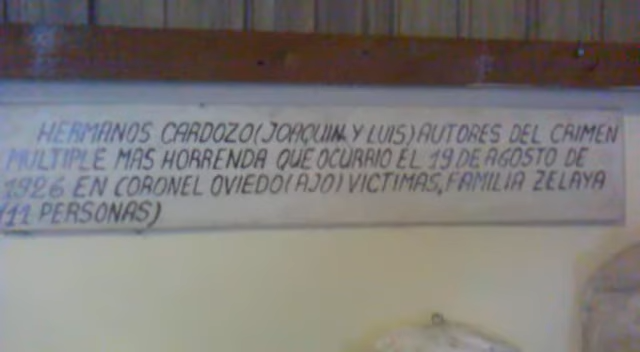 HERMANOS CARDOZO(JOAQUIN Y LUIS) AUTORES DEL CRIMEN
MULTIPLE MAS HORRENDA QUE OCURRIO EL 19 DE AGOSTO DE
1926 EN CORONEL OVIEDO(AJO) VICTIMAS, FAMILIA ZELAYA
(11 PERSONAS)